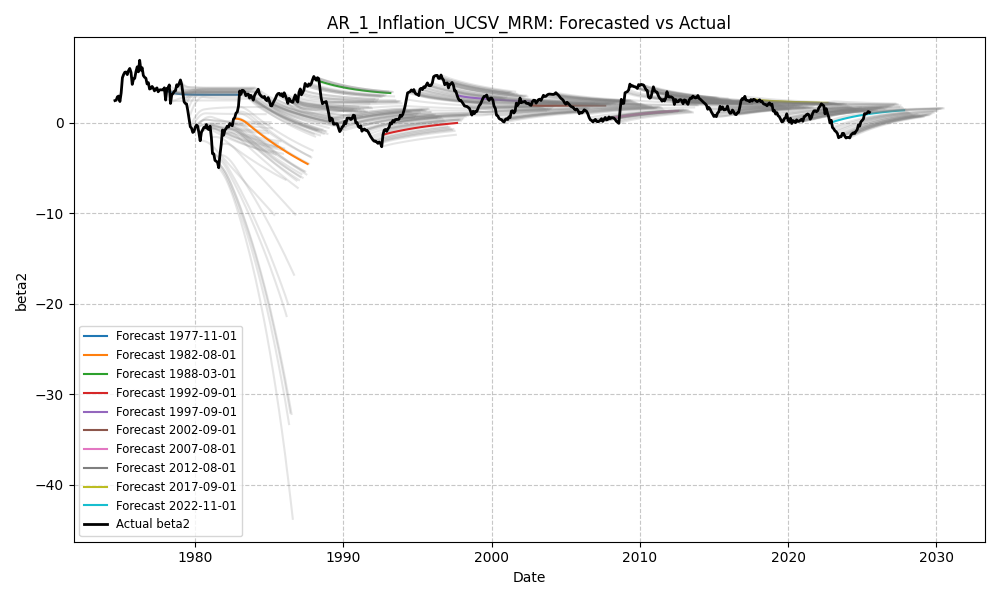 AR_1_Inflation_UCSV_MRM: Forecasted vs Actual
beta2
0
−10
−20
−30
−40
Forecast 1977-11-01
Forecast 1982-08-01
Forecast 1988-03-01
Forecast 1992-09-01
Forecast 1997-09-01
Forecast 2002-09-01
Forecast 2007-08-01
Forecast 2012-08-01
Forecast 2017-09-01
Forecast 2022-11-01
Actual beta2
1980 1990 2000 2010 2020 2030
Date